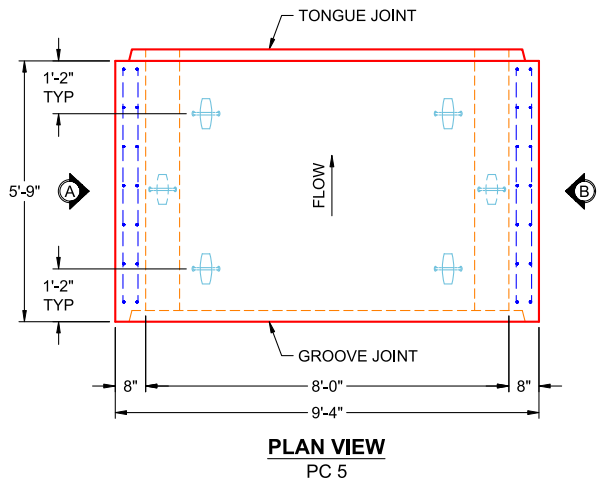 TONGUE JOINT
1'-2"
TYP
5'-9"
A
FLOW
B
1'-2"
TYP
GROOVE JOINT
8"
8'-0"
8"
9'-4"
PLAN VIEW
PC 5